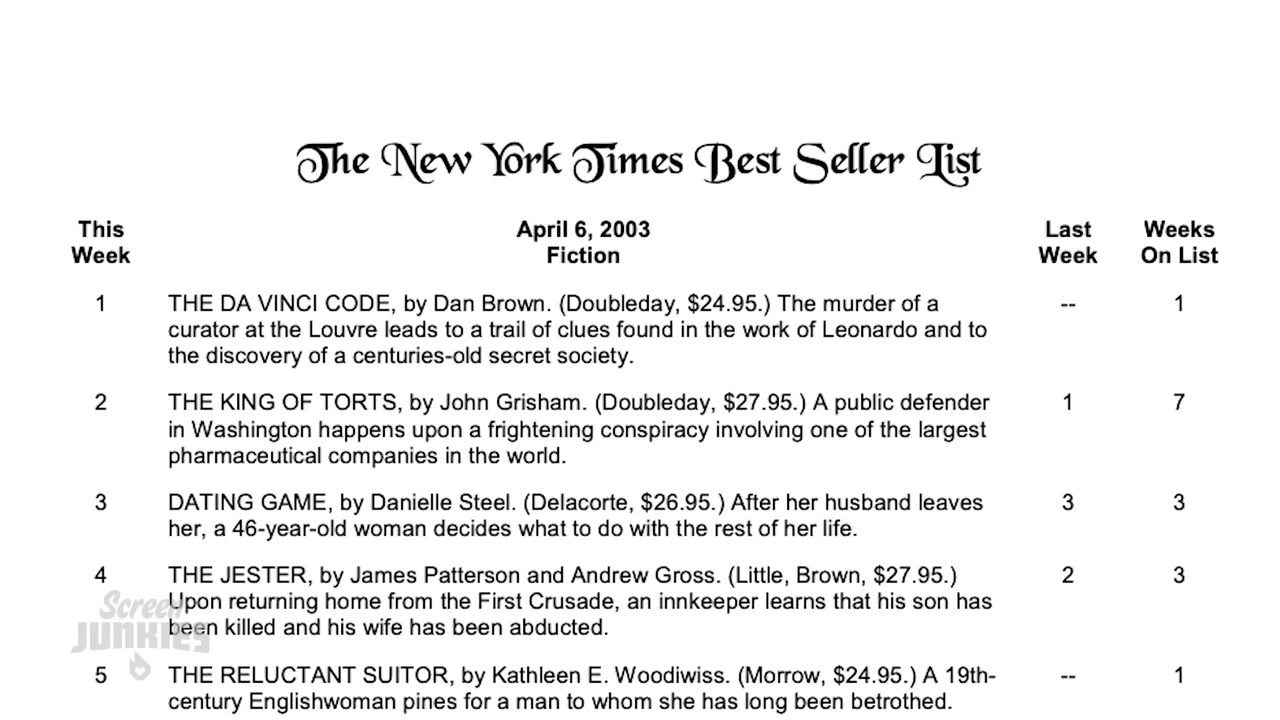 The New York Times Best Seller List
This Week
April 6, 2003
Fiction
Last Week
Weeks On List
1
THE DA VINCI CODE, by Dan Brown. (Doubleday, $24.95.) The murder of a
curator at the Louvre leads to a trail of clues found in the work of Leonardo and to
the discovery of a centuries-old secret society.
--
1
2
THE KING OF TORTS, by John Grisham. (Doubleday, $27.95.) A public defender
in Washington happens upon a frightening conspiracy involving one of the largest
pharmaceutical companies in the world.
1
7
3
DATING GAME, by Danielle Steel. (Delacorte, $26.95.) After her husband leaves
her, a 46-year-old woman decides what to do with the rest of her life.
3
3
4
THE JESTER, by James Patterson and Andrew Gross. (Little, Brown, $27.95.)
Upon returning home from the First Crusade, an innkeeper learns that his son has
been killed and his wife has been abducted.
2
3
Screen
JUNKIES
5
THE RELUCTANT SUITOR, by Kathleen E. Woodiwiss. (Morrow, $24.95.) A 19th-
century Englishwoman pines for a man to whom she has long been betrothed.
--
1